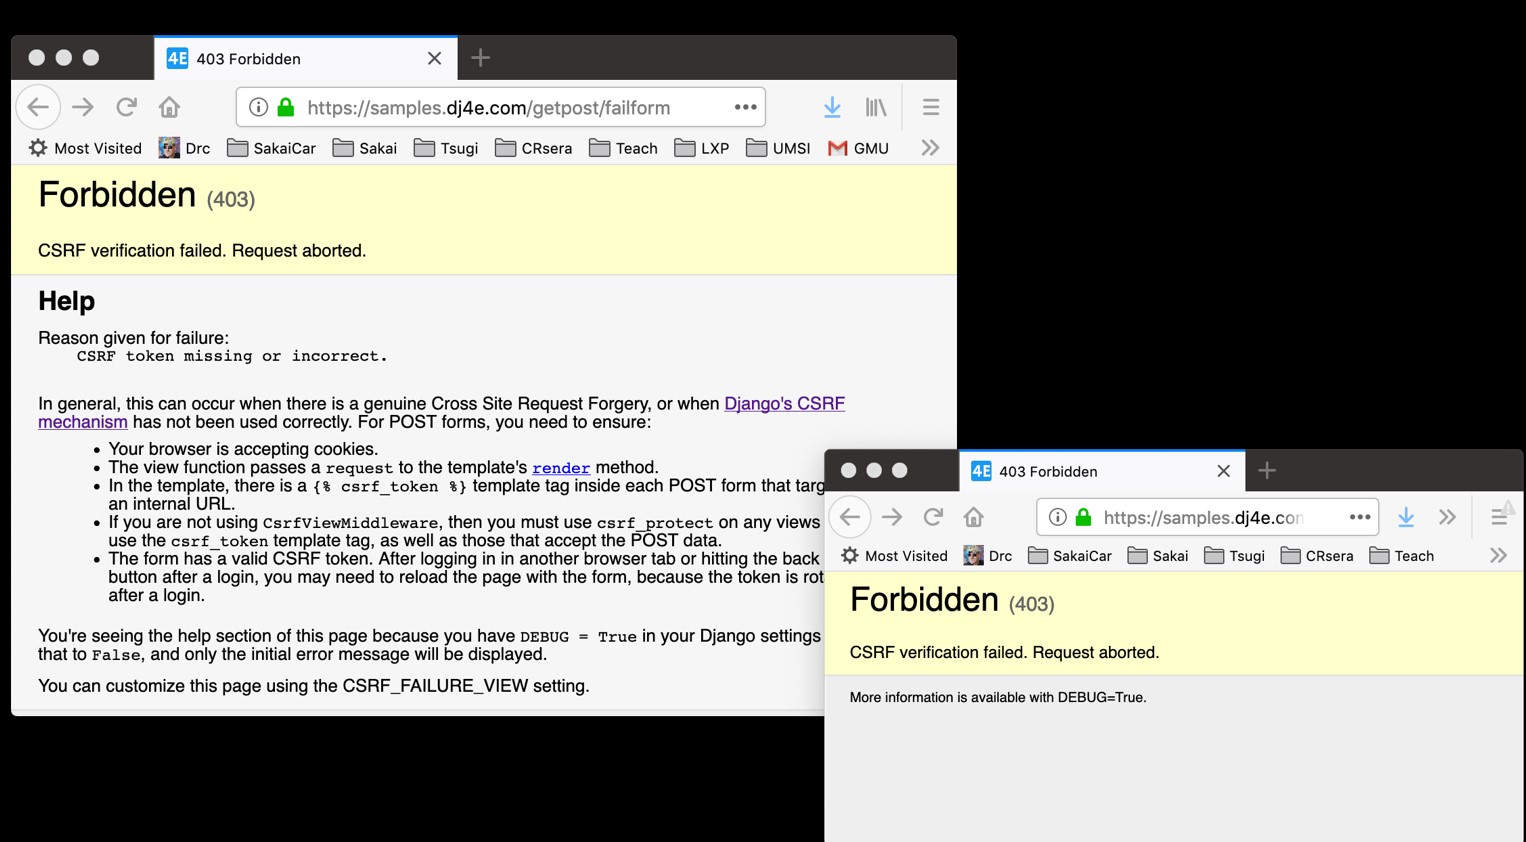 4E 403 Forbidden
https://samples.dj4e.com/getpost/failform
Most Visited Drc SakaiCar Sakai Tsugi CRsera Teach LXP UMSI GMU
Forbidden (403)
CSRF verification failed. Request aborted.
Help
Reason given for failure:
CSRF token missing or incorrect.
In general, this can occur when there is a genuine Cross Site Request Forgery, or when Django's CSRF
mechanism has not been used correctly. For POST forms, you need to ensure:
• Your browser is accepting cookies.
• The view function passes a request to the template's render method.
• In the template, there is a {% csrf_token %} template tag inside each POST form that targ
an internal URL.
• If you are not using CsrfViewMiddleware, then you must use csrf_protect on any views
use the csrf_token template tag, as well as those that accept the POST data.
• The form has a valid CSRF token. After logging in in another browser tab or hitting the back
button after a login, you may need to reload the page with the form, because the token is rot
after a login.
You're seeing the help section of this page because you have DEBUG = True in your Django settings
that to False, and only the initial error message will be displayed.
You can customize this page using the CSRF_FAILURE_VIEW setting.
4E 403 Forbidden
https://samples.dj4e.con
Most Visited Drc SakaiCar Sakai Tsugi CRsera Teach
Forbidden (403)
CSRF verification failed. Request aborted.
More information is available with DEBUG=True.